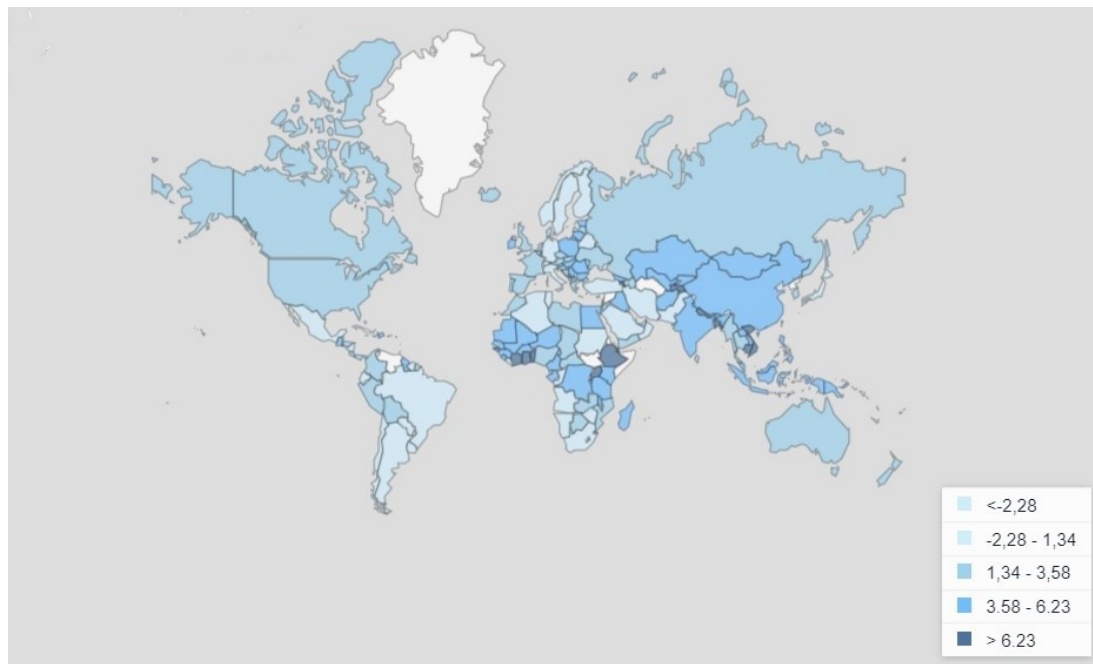 <-2,28
-2,28 - 1,34
1,34 - 3,58
3.58 - 6.23
> 6.23